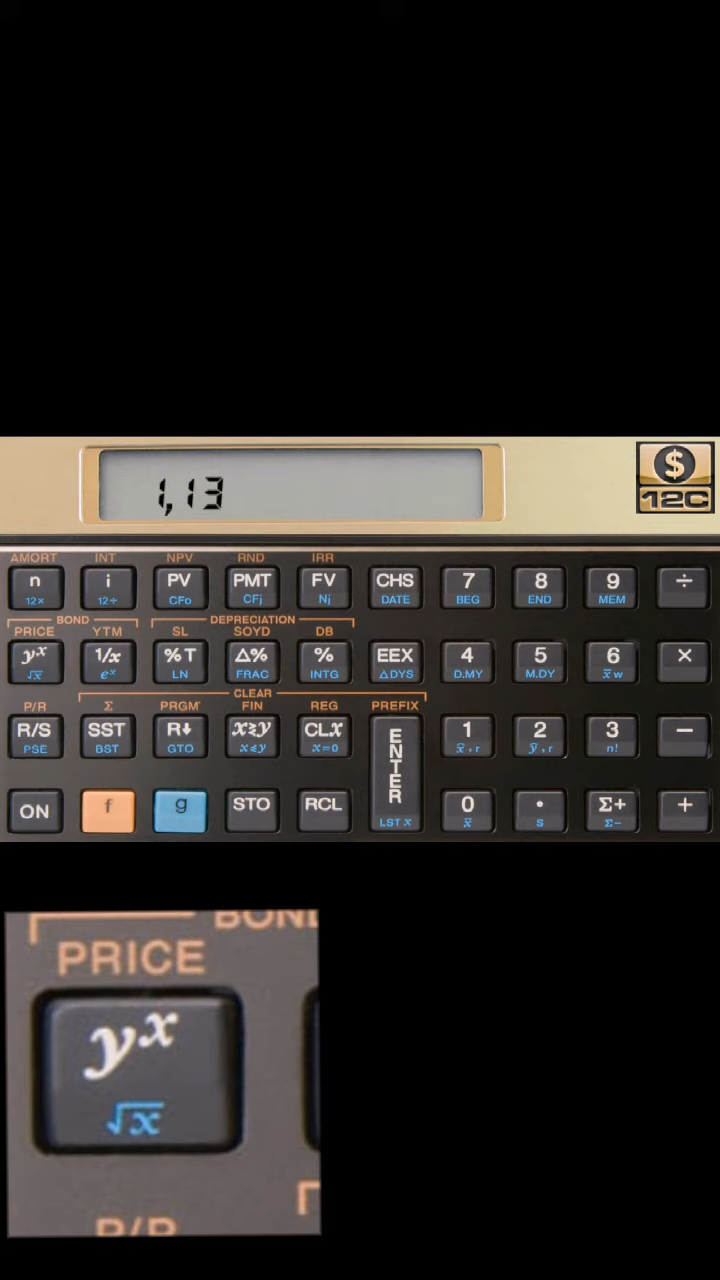 1,13
$
12C
AMORT INT NPV RND IRR
n i PV PMT FV CHS 7 8 9 ÷
12× 12÷ CFo CFj Nj DATE BEG END MEM
BOND DEPRECIATION
PRICE YTM SL SOYD DB
yˣ 1/x %T Δ% % EEX 4 5 6 ×
√x eˣ LN FRAC INTG ΔDYS D.MY M.DY x̄w
CLEAR
P/R Σ PRGM FIN REG PREFIX
R/S SST R↓ x≷y CLx ENTER 1 2 3 −
PSE BST GTO x≤y x=0 x̂,r ŷ,r n!
ON f g STO RCL 0 • Σ+ +
LST x x̄ s Σ−
BOND
PRICE
yˣ
√x
P/R